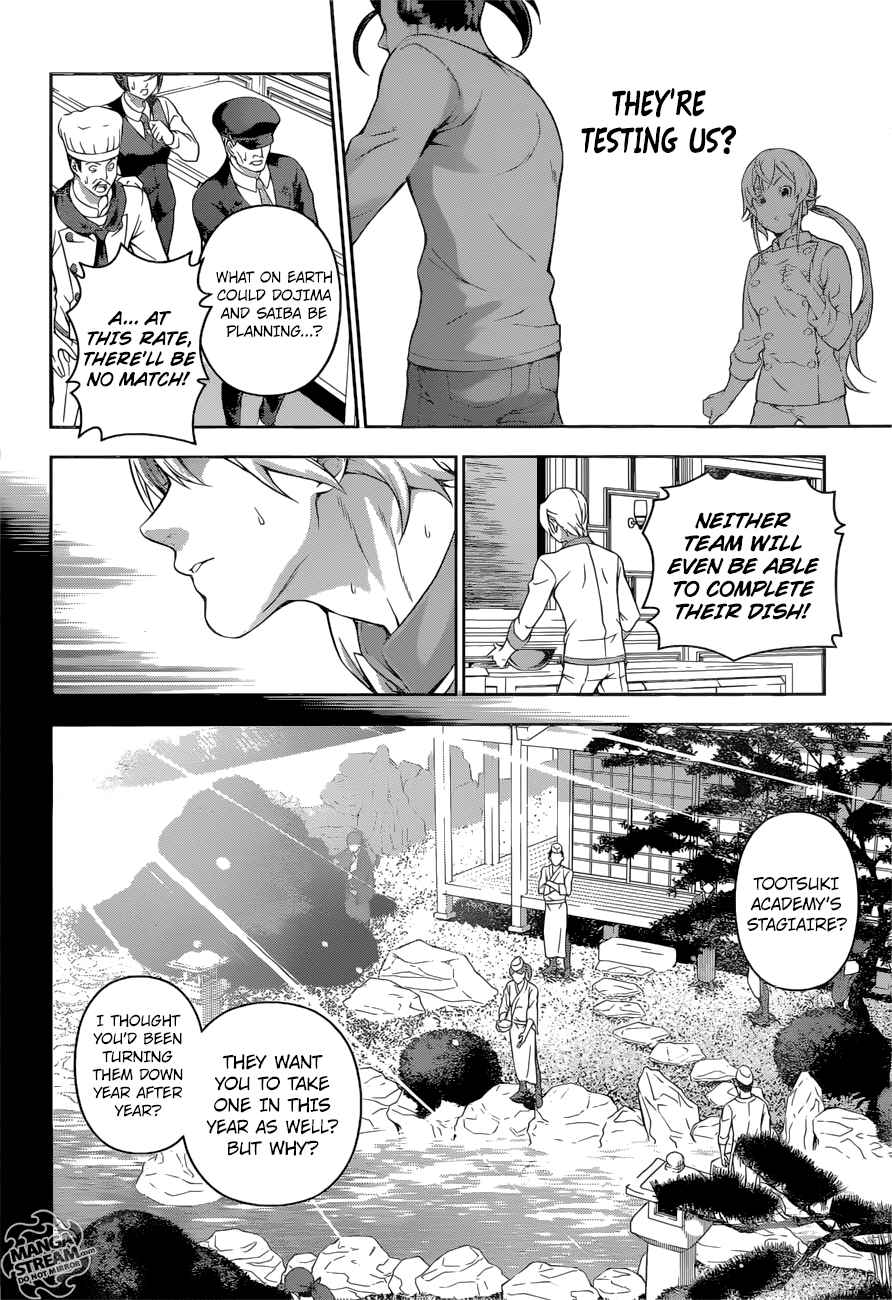 THEY'RE
TESTING US?
WHAT ON EARTH
COULD DOJIMA
AND SAIBA BE
PLANNING...?
A... AT
THIS RATE,
THERE'LL BE
NO MATCH!
NEITHER
TEAM WILL
EVEN BE ABLE
TO COMPLETE
THEIR DISH!
TOOTSUKI
ACADEMY'S
STAGIAIRE?
THEY WANT
YOU TO TAKE
ONE IN THIS
YEAR AS WELL?
BUT WHY?
I THOUGHT
YOU'D BEEN
TURNING
THEM DOWN
YEAR AFTER
YEAR?
MANGA
STREAM.com
DO NOT MIRROR